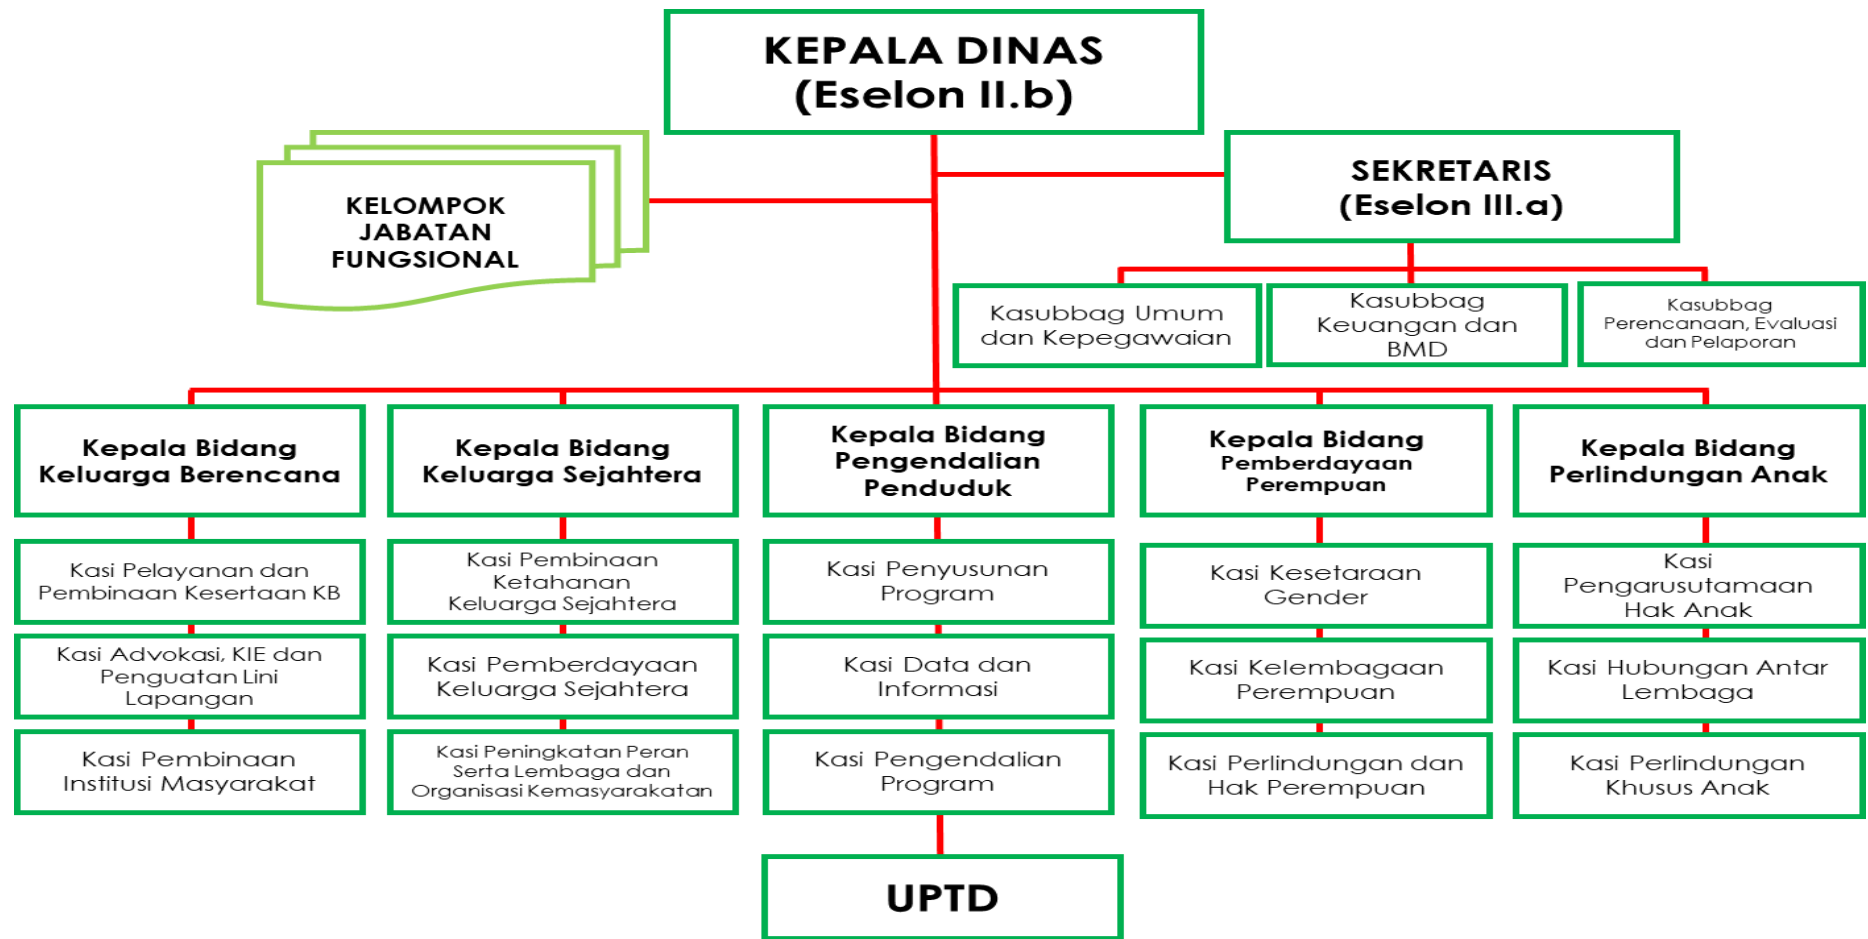 KEPALA DINAS
(Eselon II.b)
KELOMPOK
JABATAN
FUNGSIONAL
SEKRETARIS
(Eselon III.a)
Kasubbag Umum
dan Kepegawaian
Kasubbag
Keuangan dan
BMD
Kasubbag
Perencanaan, Evaluasi
dan Pelaporan
Kepala Bidang
Keluarga Berencana
Kepala Bidang
Keluarga Sejahtera
Kepala Bidang
Pengendalian
Penduduk
Kepala Bidang
Pemberdayaan
Perempuan
Kepala Bidang
Perlindungan Anak
Kasi Pelayanan dan
Pembinaan Kesertaan KB
Kasi Pembinaan
Ketahanan
Keluarga Sejahtera
Kasi Penyusunan
Program
Kasi Kesetaraan
Gender
Kasi
Pengarusutamaan
Hak Anak
Kasi Advokasi, KIE dan
Penguatan Lini
Lapangan
Kasi Pemberdayaan
Keluarga Sejahtera
Kasi Data dan
Informasi
Kasi Kelembagaan
Perempuan
Kasi Hubungan Antar
Lembaga
Kasi Pembinaan
Institusi Masyarakat
Kasi Peningkatan Peran
Serta Lembaga dan
Organisasi Kemasyarakatan
Kasi Pengendalian
Program
Kasi Perlindungan dan
Hak Perempuan
Kasi Perlindungan
Khusus Anak
UPTD